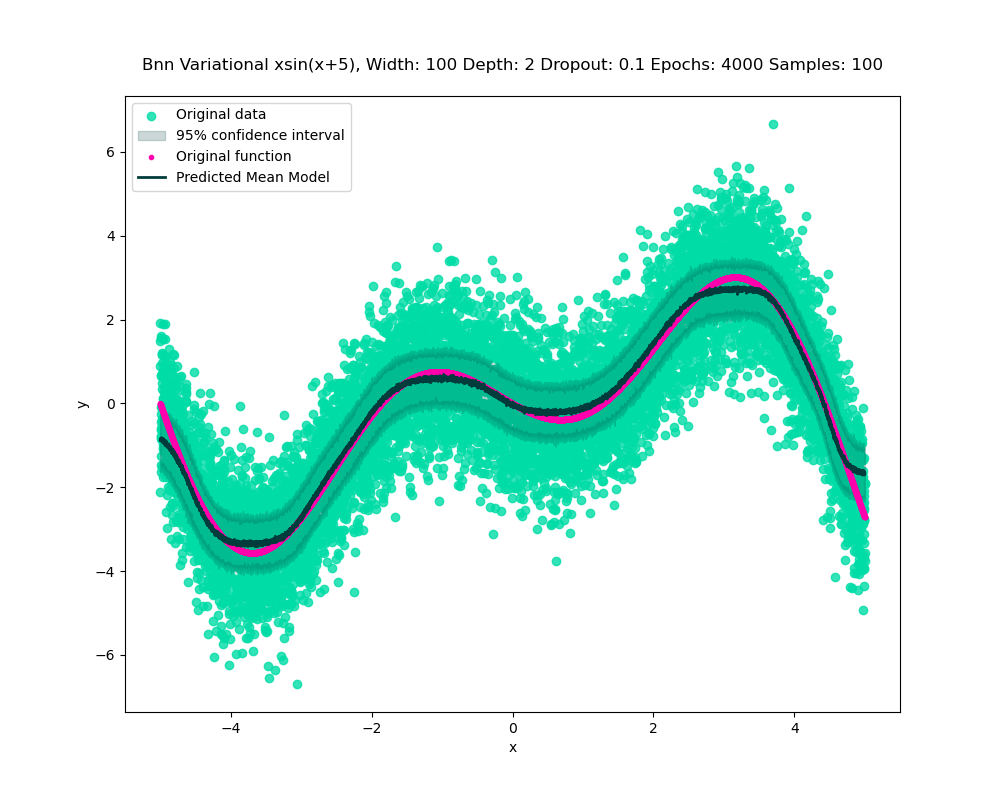 Bnn Variational xsin(x+5), Width: 100 Depth: 2 Dropout: 0.1 Epochs: 4000 Samples: 100
Original data
95% confidence interval
Original function
Predicted Mean Model
6
4
2
0
−2
−4
−6
y
−4 −2 0 2 4
x